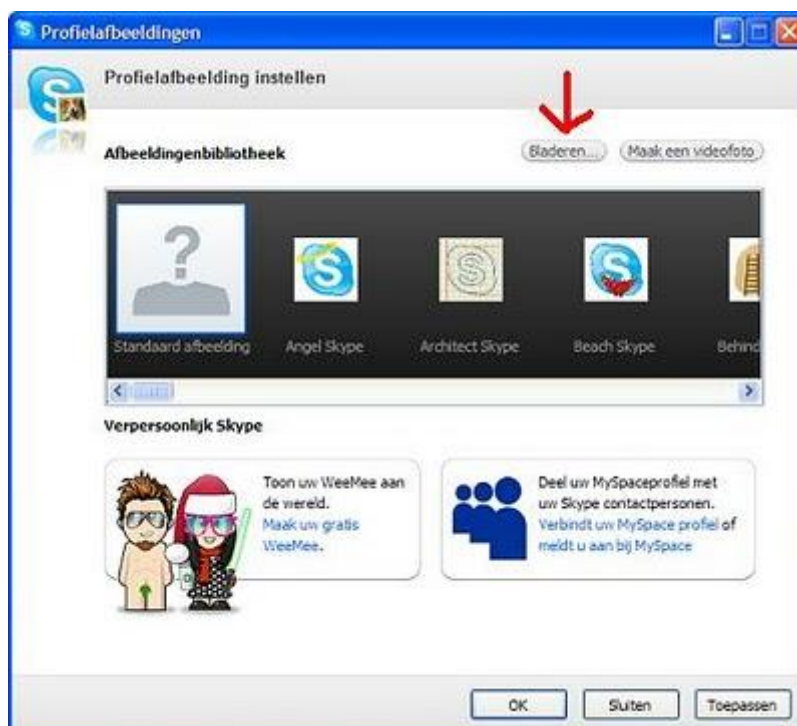 Profielafbeeldingen
Profielafbeelding instellen
Afbeeldingenbibliotheek
Bladeren...
Maak een videofoto
Standaard afbeelding
Angel Skype
Architect Skype
Beach Skype
Behind
Verpersoonlijk Skype
Toon uw WeeMee aan
de wereld.
Maak uw gratis
WeeMee.
Deel uw MySpaceprofiel met
uw Skype contactpersonen.
Verbindt uw MySpace profiel of
meldt u aan bij MySpace
OK
Sluiten
Toepassen